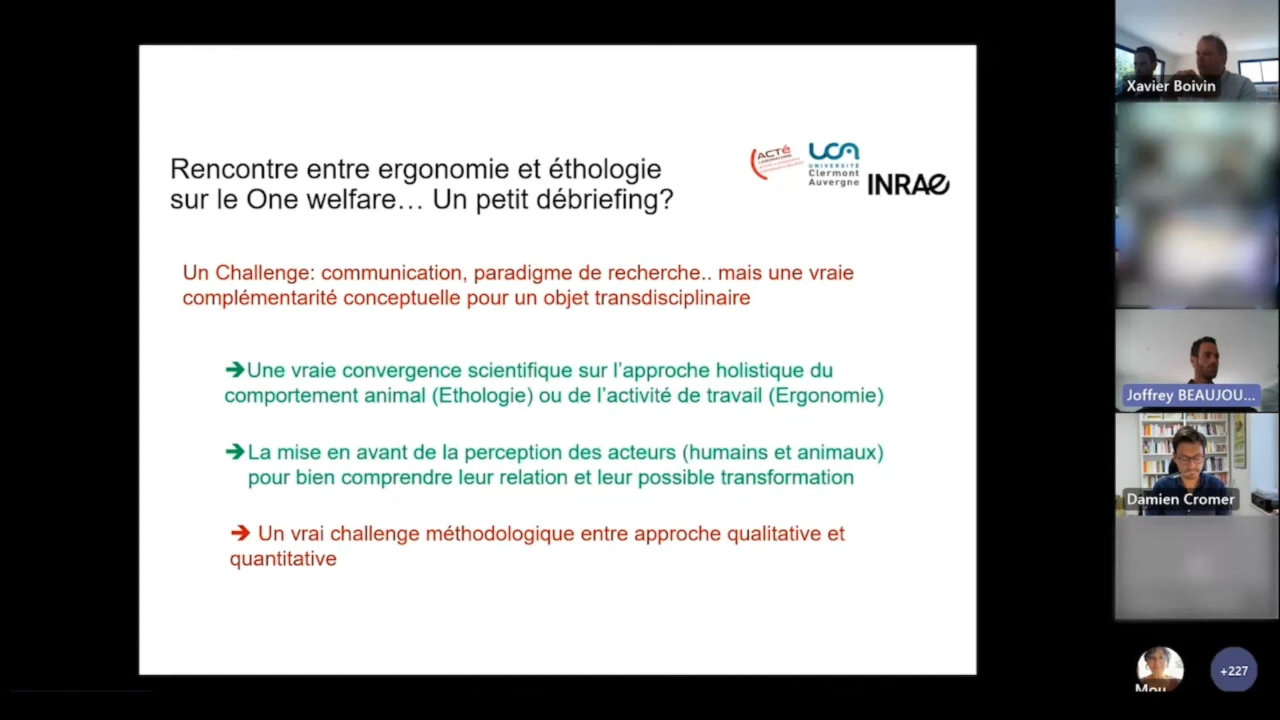 Rencontre entre ergonomie et éthologie
sur le One welfare… Un petit débriefing?
ACTÉ
UCA
UNIVERSITÉ
Clermont
Auvergne
INRAE
Un Challenge: communication, paradigme de recherche.. mais une vraie
complémentarité conceptuelle pour un objet transdisciplinaire
➔Une vraie convergence scientifique sur l’approche holistique du
comportement animal (Ethologie) ou de l’activité de travail (Ergonomie)
➔La mise en avant de la perception des acteurs (humains et animaux)
pour bien comprendre leur relation et leur possible transformation
➔ Un vrai challenge méthodologique entre approche qualitative et
quantitative
Xavier Boivin
Joffrey BEAUJOU...
Damien Cromer
Mou
+227